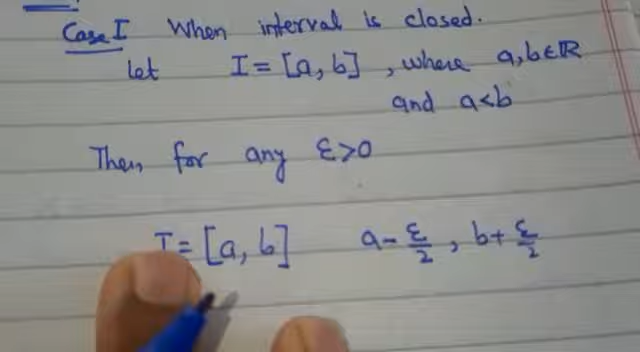 Case I When interval is closed.
Let I = [a, b] , where a, b ∈ ℝ
and a < b
Then for any ε > 0
I = [a, b] a - ε/2 , b + ε/2